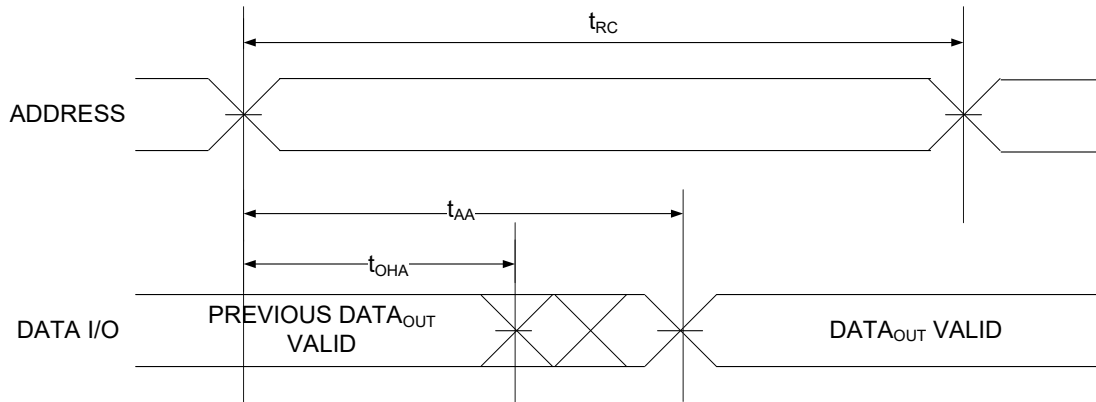 tRC
ADDRESS
tAA
tOHA
DATA I/O
PREVIOUS DATAOUT
VALID
DATAOUT VALID